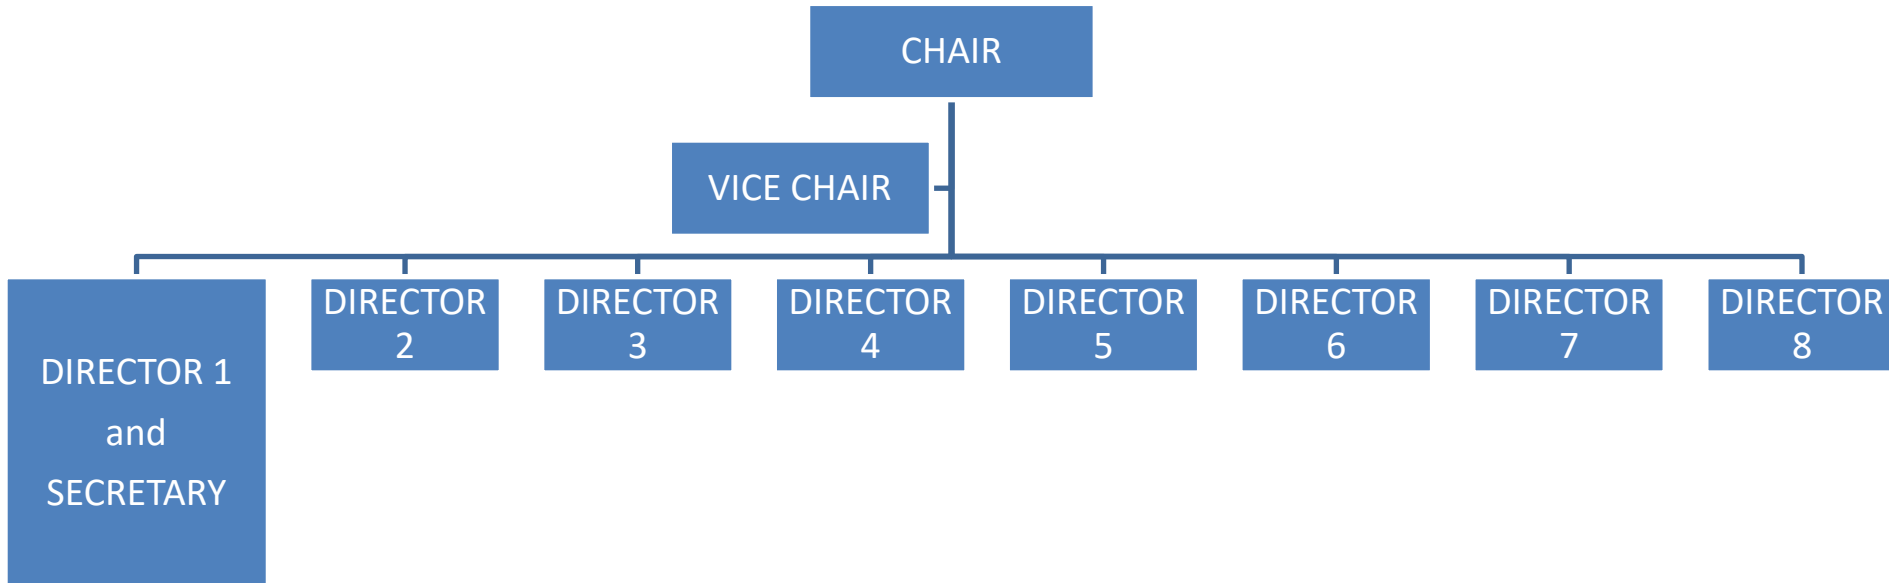 CHAIR
VICE CHAIR
DIRECTOR 1
and
SECRETARY
DIRECTOR
2
DIRECTOR
3
DIRECTOR
4
DIRECTOR
5
DIRECTOR
6
DIRECTOR
7
DIRECTOR
8